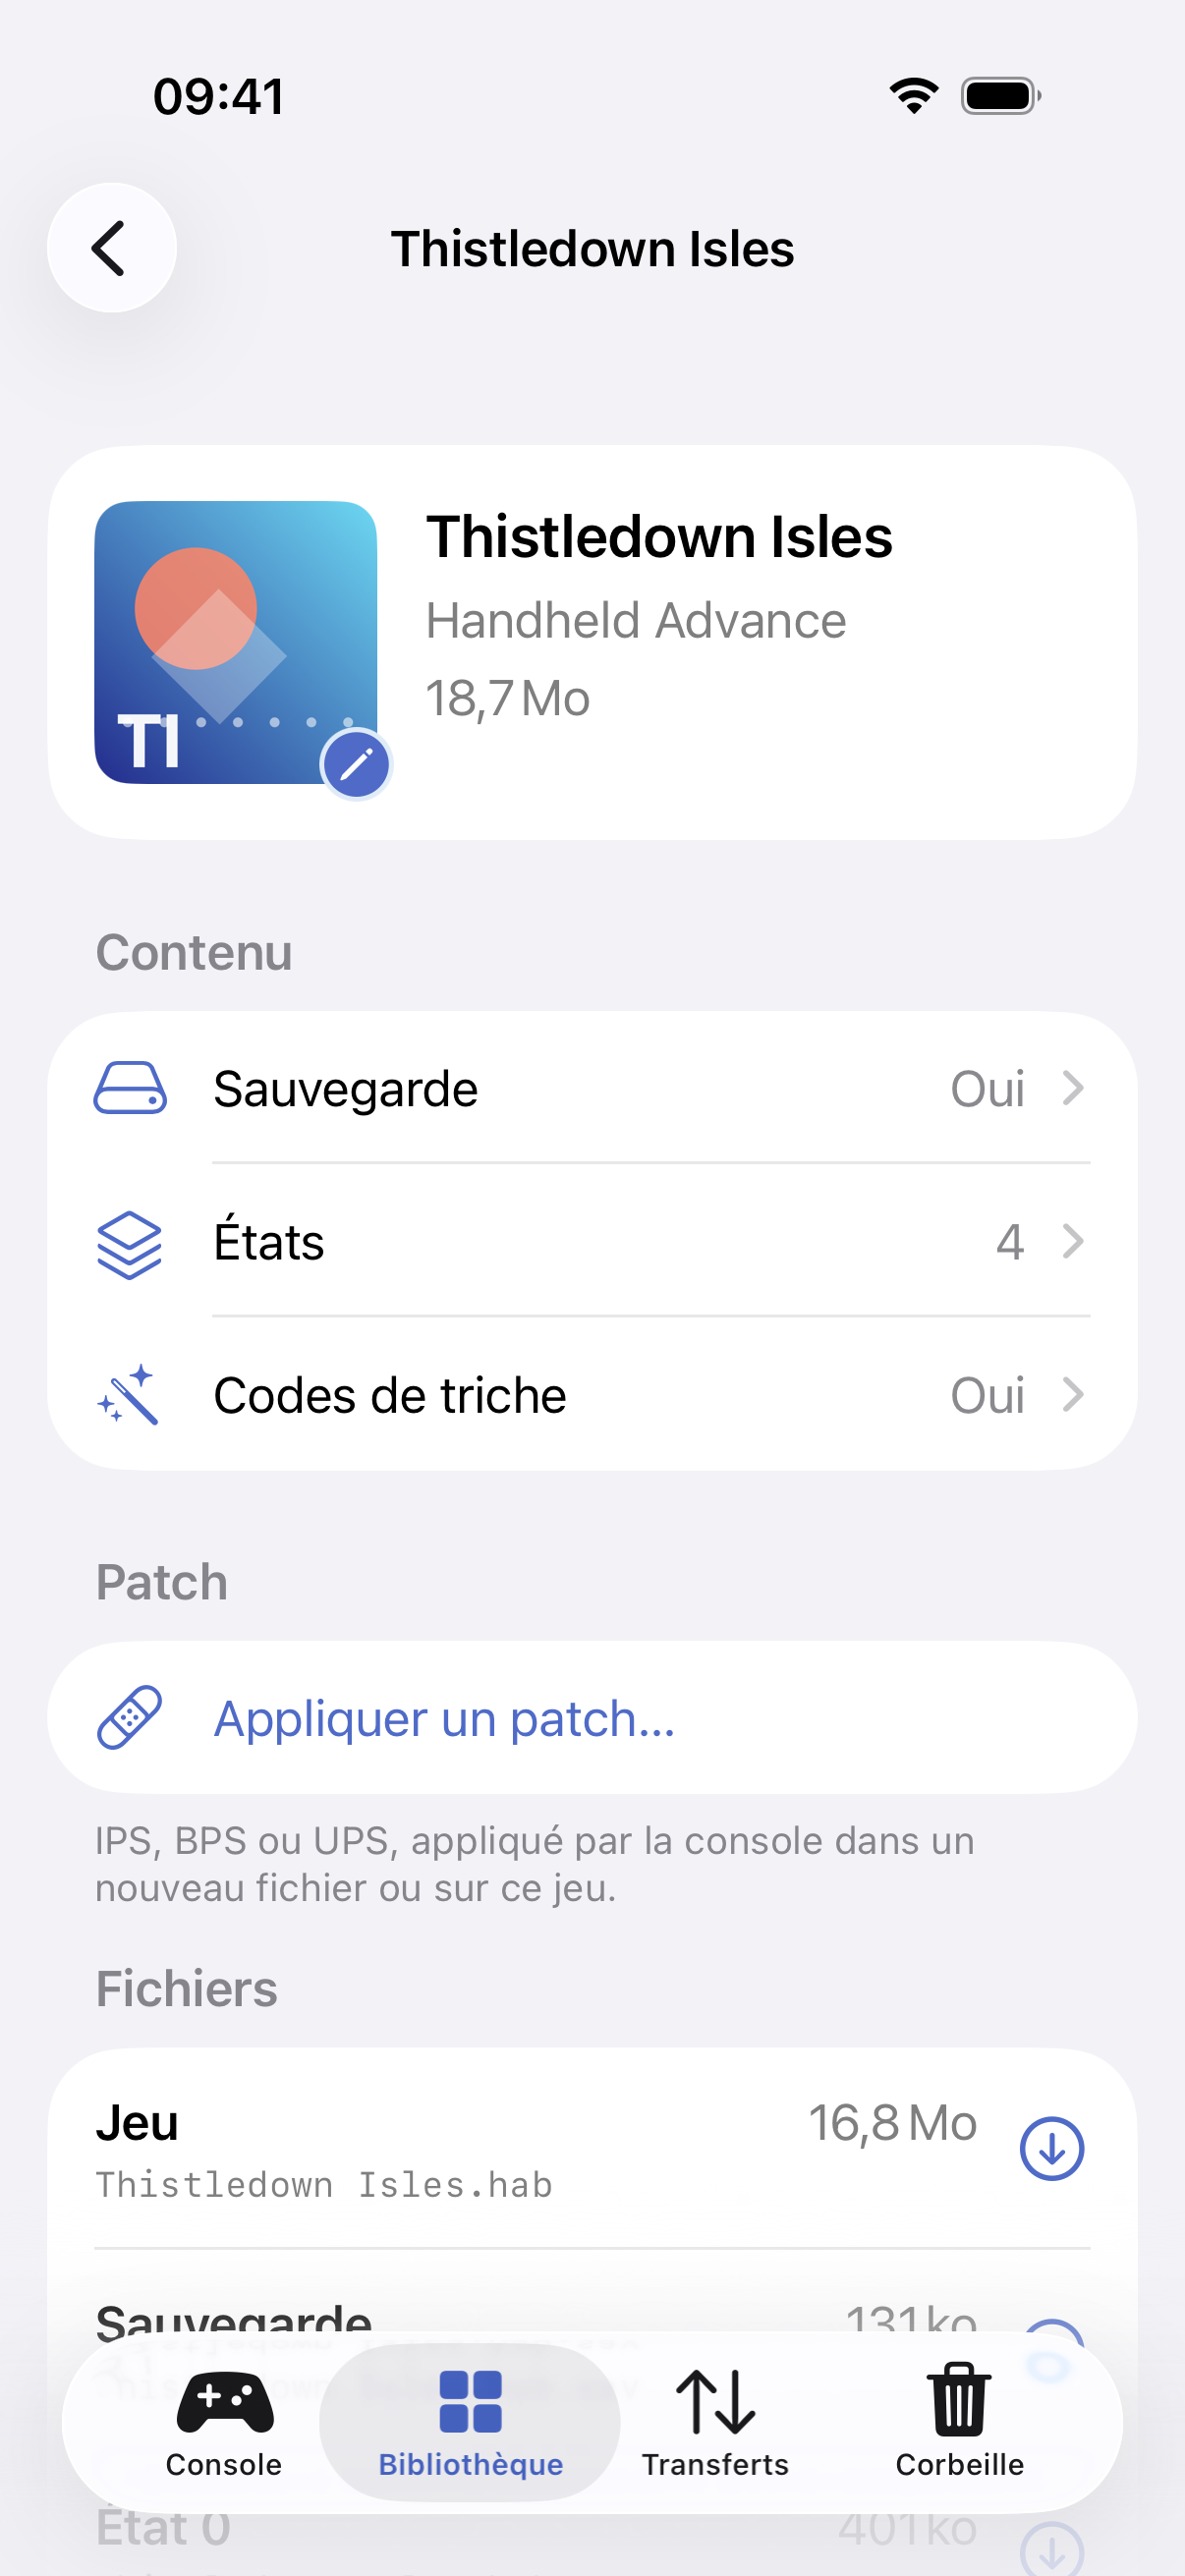 09:41
Thistledown Isles
TI
Thistledown Isles
Handheld Advance
18,7 Mo
Contenu
Sauvegarde Oui
États 4
Codes de triche Oui
Patch
Appliquer un patch...
IPS, BPS ou UPS, appliqué par la console dans un
nouveau fichier ou sur ce jeu.
Fichiers
Jeu 16,8 Mo
Thistledown Isles.hab
Sauvegarde 131 ko
Console Bibliothèque Transferts Corbeille
État 0 401 ko